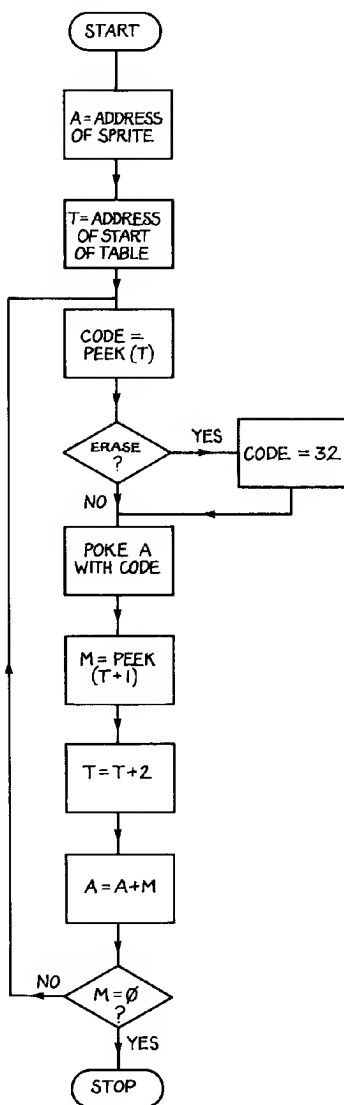 START
A = ADDRESS
OF SPRITE
T = ADDRESS
OF START
OF TABLE
CODE =
PEEK (T)
ERASE
?
YES
CODE = 32
NO
POKE A
WITH CODE
M = PEEK
(T+1)
T = T+2
A = A+M
NO
M = Ø
?
YES
STOP